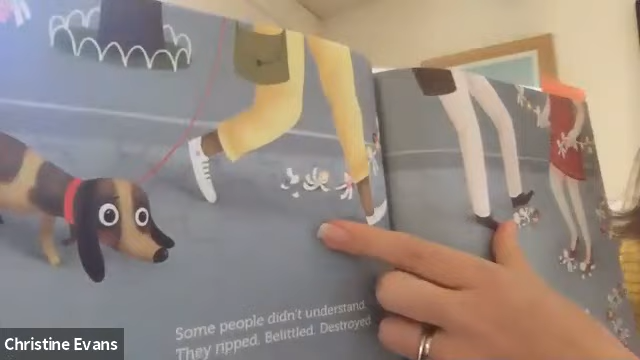 Some people didn't understand.
They ripped. Belittled. Destroyed
Christine Evans